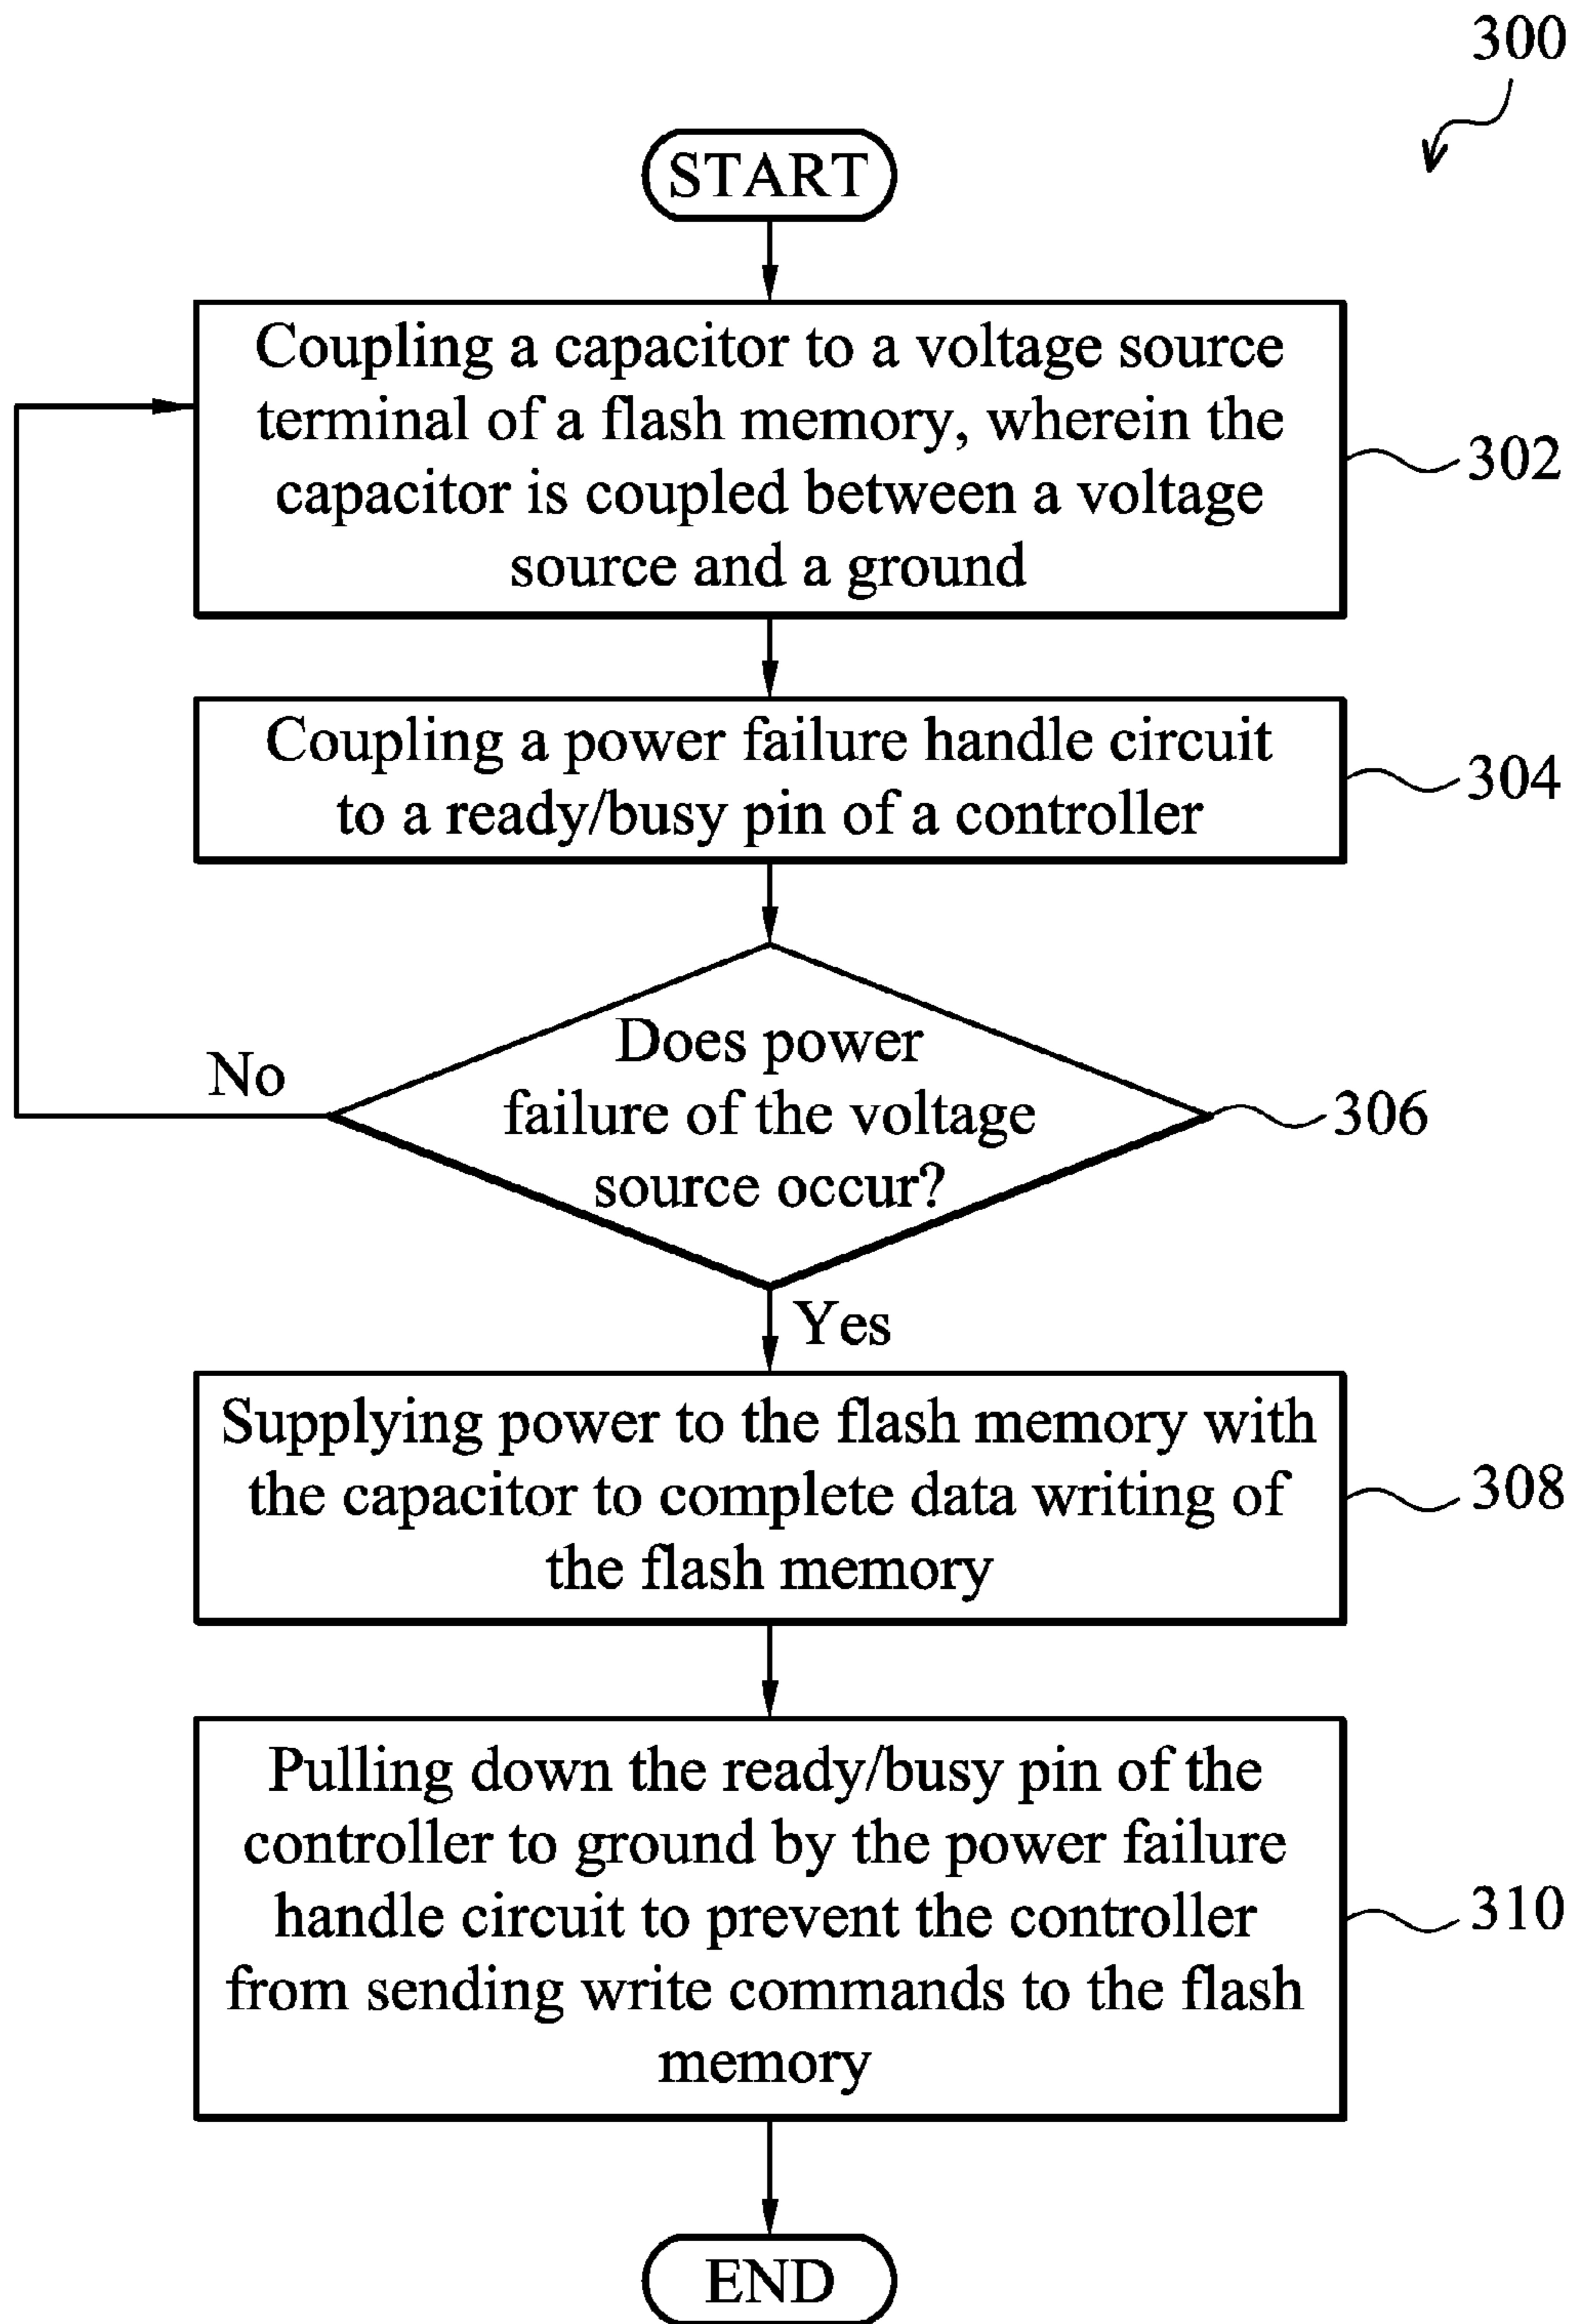 300
START
Coupling a capacitor to a voltage source
terminal of a flash memory, wherein the
capacitor is coupled between a voltage
source and a ground
302
Coupling a power failure handle circuit
to a ready/busy pin of a controller
304
Does power
failure of the voltage
source occur?
306
No
Yes
Supplying power to the flash memory with
the capacitor to complete data writing of
the flash memory
308
Pulling down the ready/busy pin of the
controller to ground by the power failure
handle circuit to prevent the controller
from sending write commands to the flash
memory
310
END